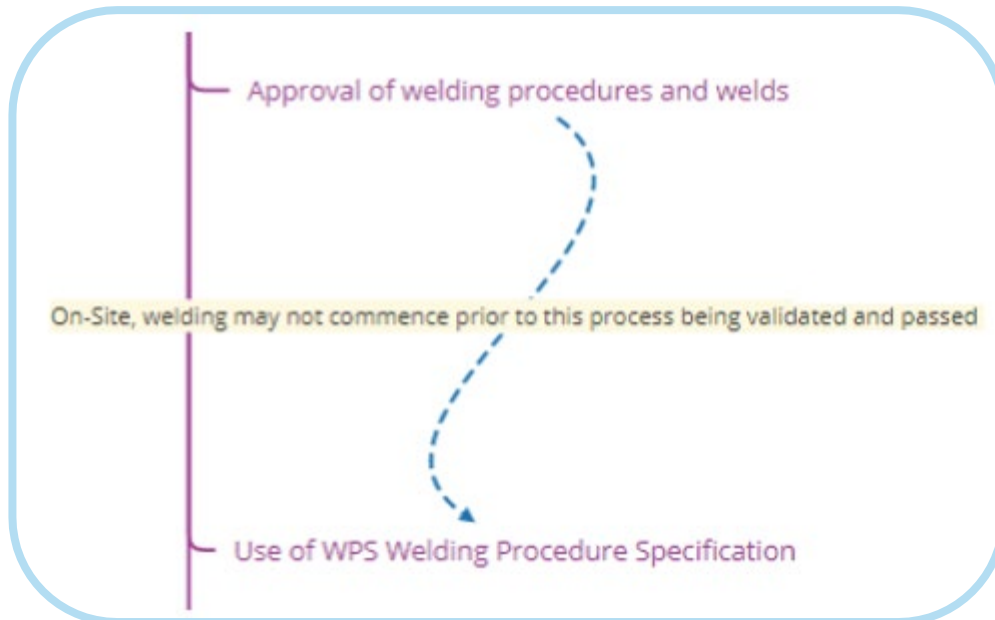 Approval of welding procedures and welds
On-Site, welding may not commence prior to this process being validated and passed
Use of WPS Welding Procedure Specification